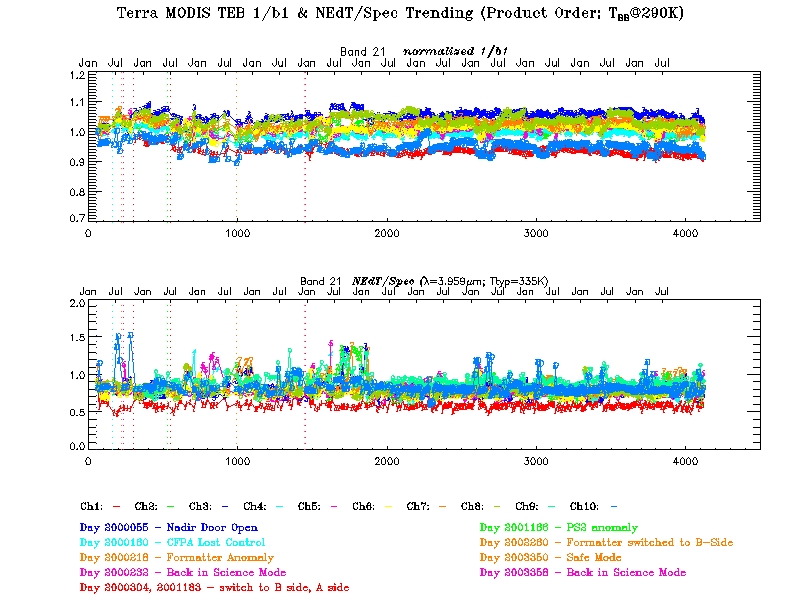 Terra MODIS TEB 1/b1 & NEdT/Spec Trending (Product Order; TBB@290K)
Band 21 normalized 1/b1
Jan Jul Jan Jul Jan Jul Jan Jul Jan Jul Jan Jul Jan Jul Jan Jul Jan Jul Jan Jul Jan Jul
1.2
1.1
1.0
0.9
0.8
0.7
0 1000 2000 3000 4000
Band 21 NEdT/Spec (λ=3.959μm; Ttyp=335K)
Jan Jul Jan Jul Jan Jul Jan Jul Jan Jul Jan Jul Jan Jul Jan Jul Jan Jul Jan Jul Jan Jul
2.0
1.5
1.0
0.5
0.0
0 1000 2000 3000 4000
Ch1: – Ch2: – Ch3: – Ch4: – Ch5: – Ch6: – Ch7: – Ch8: – Ch9: – Ch10: –
Day 2000055 – Nadir Door Open
Day 2001166 – PS2 anomaly
Day 2000160 – CFPA Lost Control
Day 2002260 – Formatter switched to B-Side
Day 2000218 – Formatter Anomaly
Day 2003350 – Safe Mode
Day 2000232 – Back in Science Mode
Day 2003358 – Back in Science Mode
Day 2000304, 2001183 – switch to B side, A side